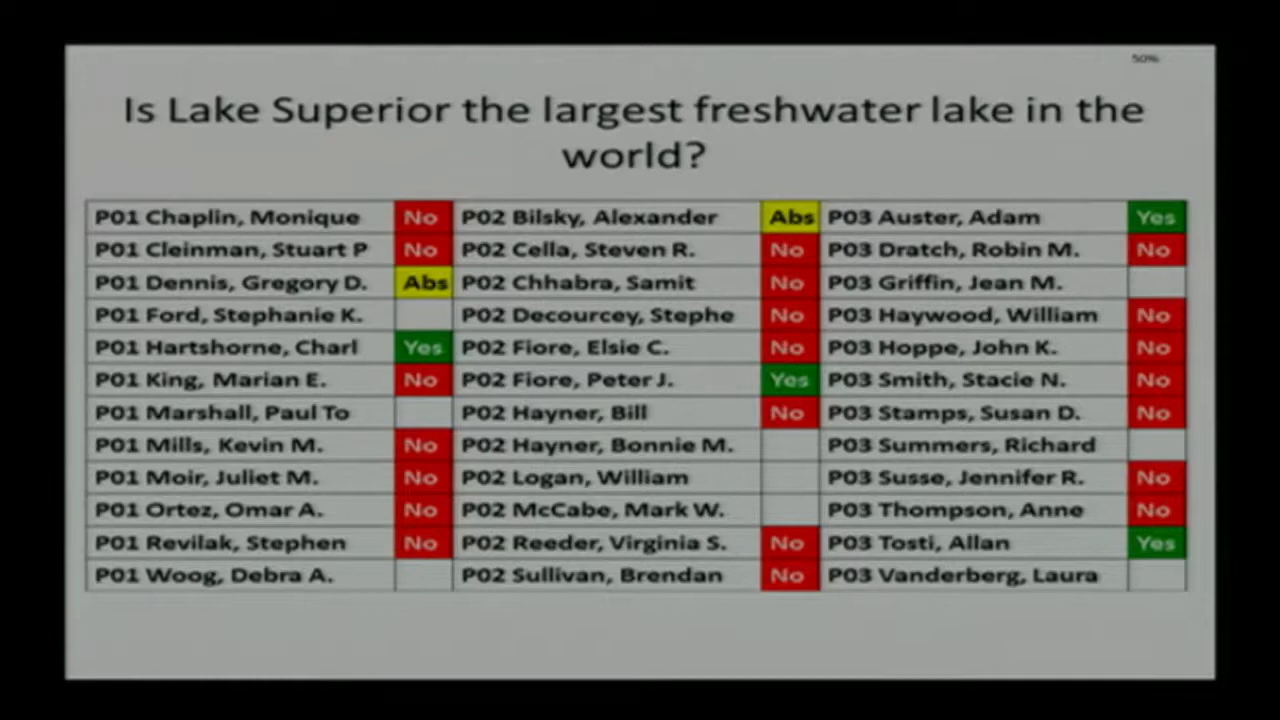 50%
Is Lake Superior the largest freshwater lake in the
world?
P01 Chaplin, Monique No P02 Bilsky, Alexander Abs P03 Auster, Adam Yes
P01 Cleinman, Stuart P No P02 Cella, Steven R. No P03 Dratch, Robin M. No
P01 Dennis, Gregory D. Abs P02 Chhabra, Samit No P03 Griffin, Jean M.
P01 Ford, Stephanie K. P02 Decourcey, Stephe No P03 Haywood, William No
P01 Hartshorne, Charl Yes P02 Fiore, Elsie C. No P03 Hoppe, John K. No
P01 King, Marian E. No P02 Fiore, Peter J. Yes P03 Smith, Stacie N. No
P01 Marshall, Paul To P02 Hayner, Bill No P03 Stamps, Susan D. No
P01 Mills, Kevin M. No P02 Hayner, Bonnie M. P03 Summers, Richard
P01 Moir, Juliet M. No P02 Logan, William P03 Susse, Jennifer R. No
P01 Ortez, Omar A. No P02 McCabe, Mark W. P03 Thompson, Anne No
P01 Revilak, Stephen No P02 Reeder, Virginia S. No P03 Tosti, Allan Yes
P01 Woog, Debra A. P02 Sullivan, Brendan No P03 Vanderberg, Laura